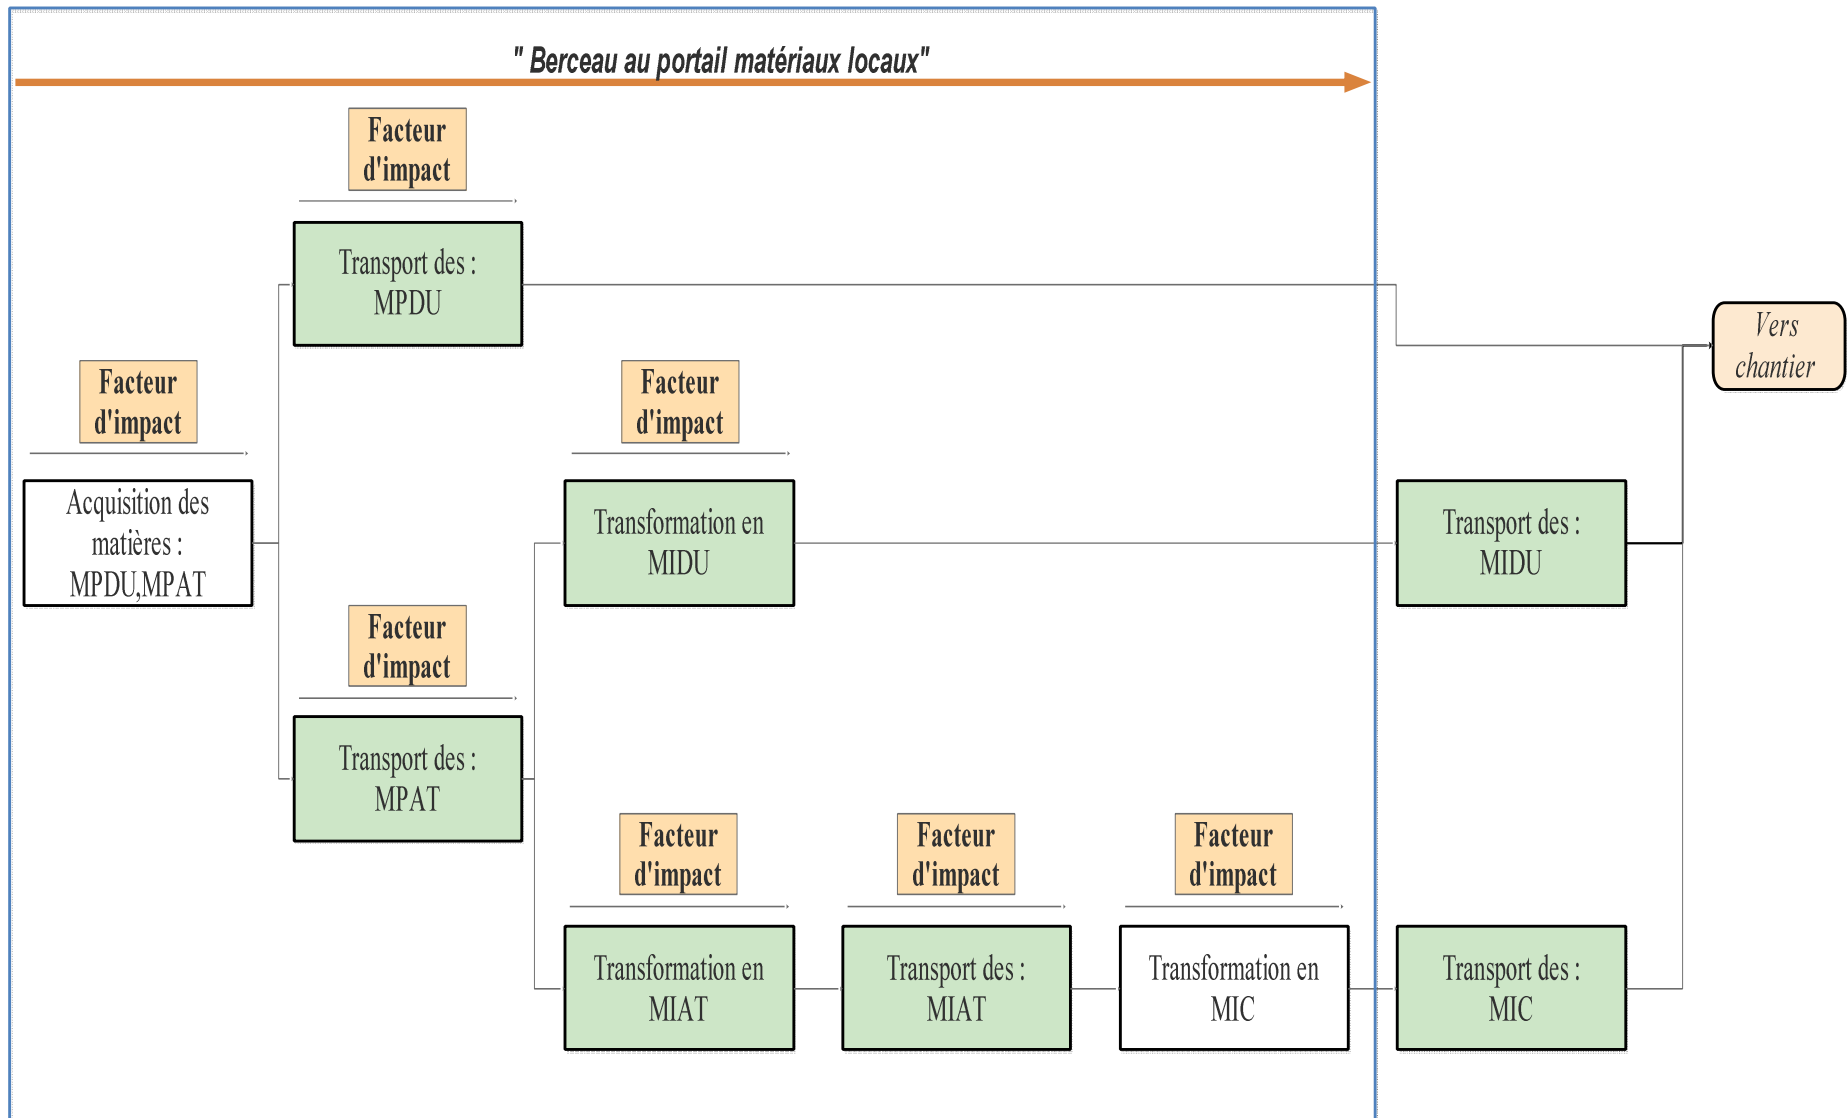 " Berceau au portail matériaux locaux"
Facteur
d'impact
Transport des :
MPDU
Vers
chantier
Facteur
d'impact
Acquisition des
matières :
MPDU,MPAT
Facteur
d'impact
Transformation en
MIDU
Transport des :
MIDU
Facteur
d'impact
Transport des :
MPAT
Facteur
d'impact
Transformation en
MIAT
Facteur
d'impact
Transport des :
MIAT
Facteur
d'impact
Transformation en
MIC
Transport des :
MIC